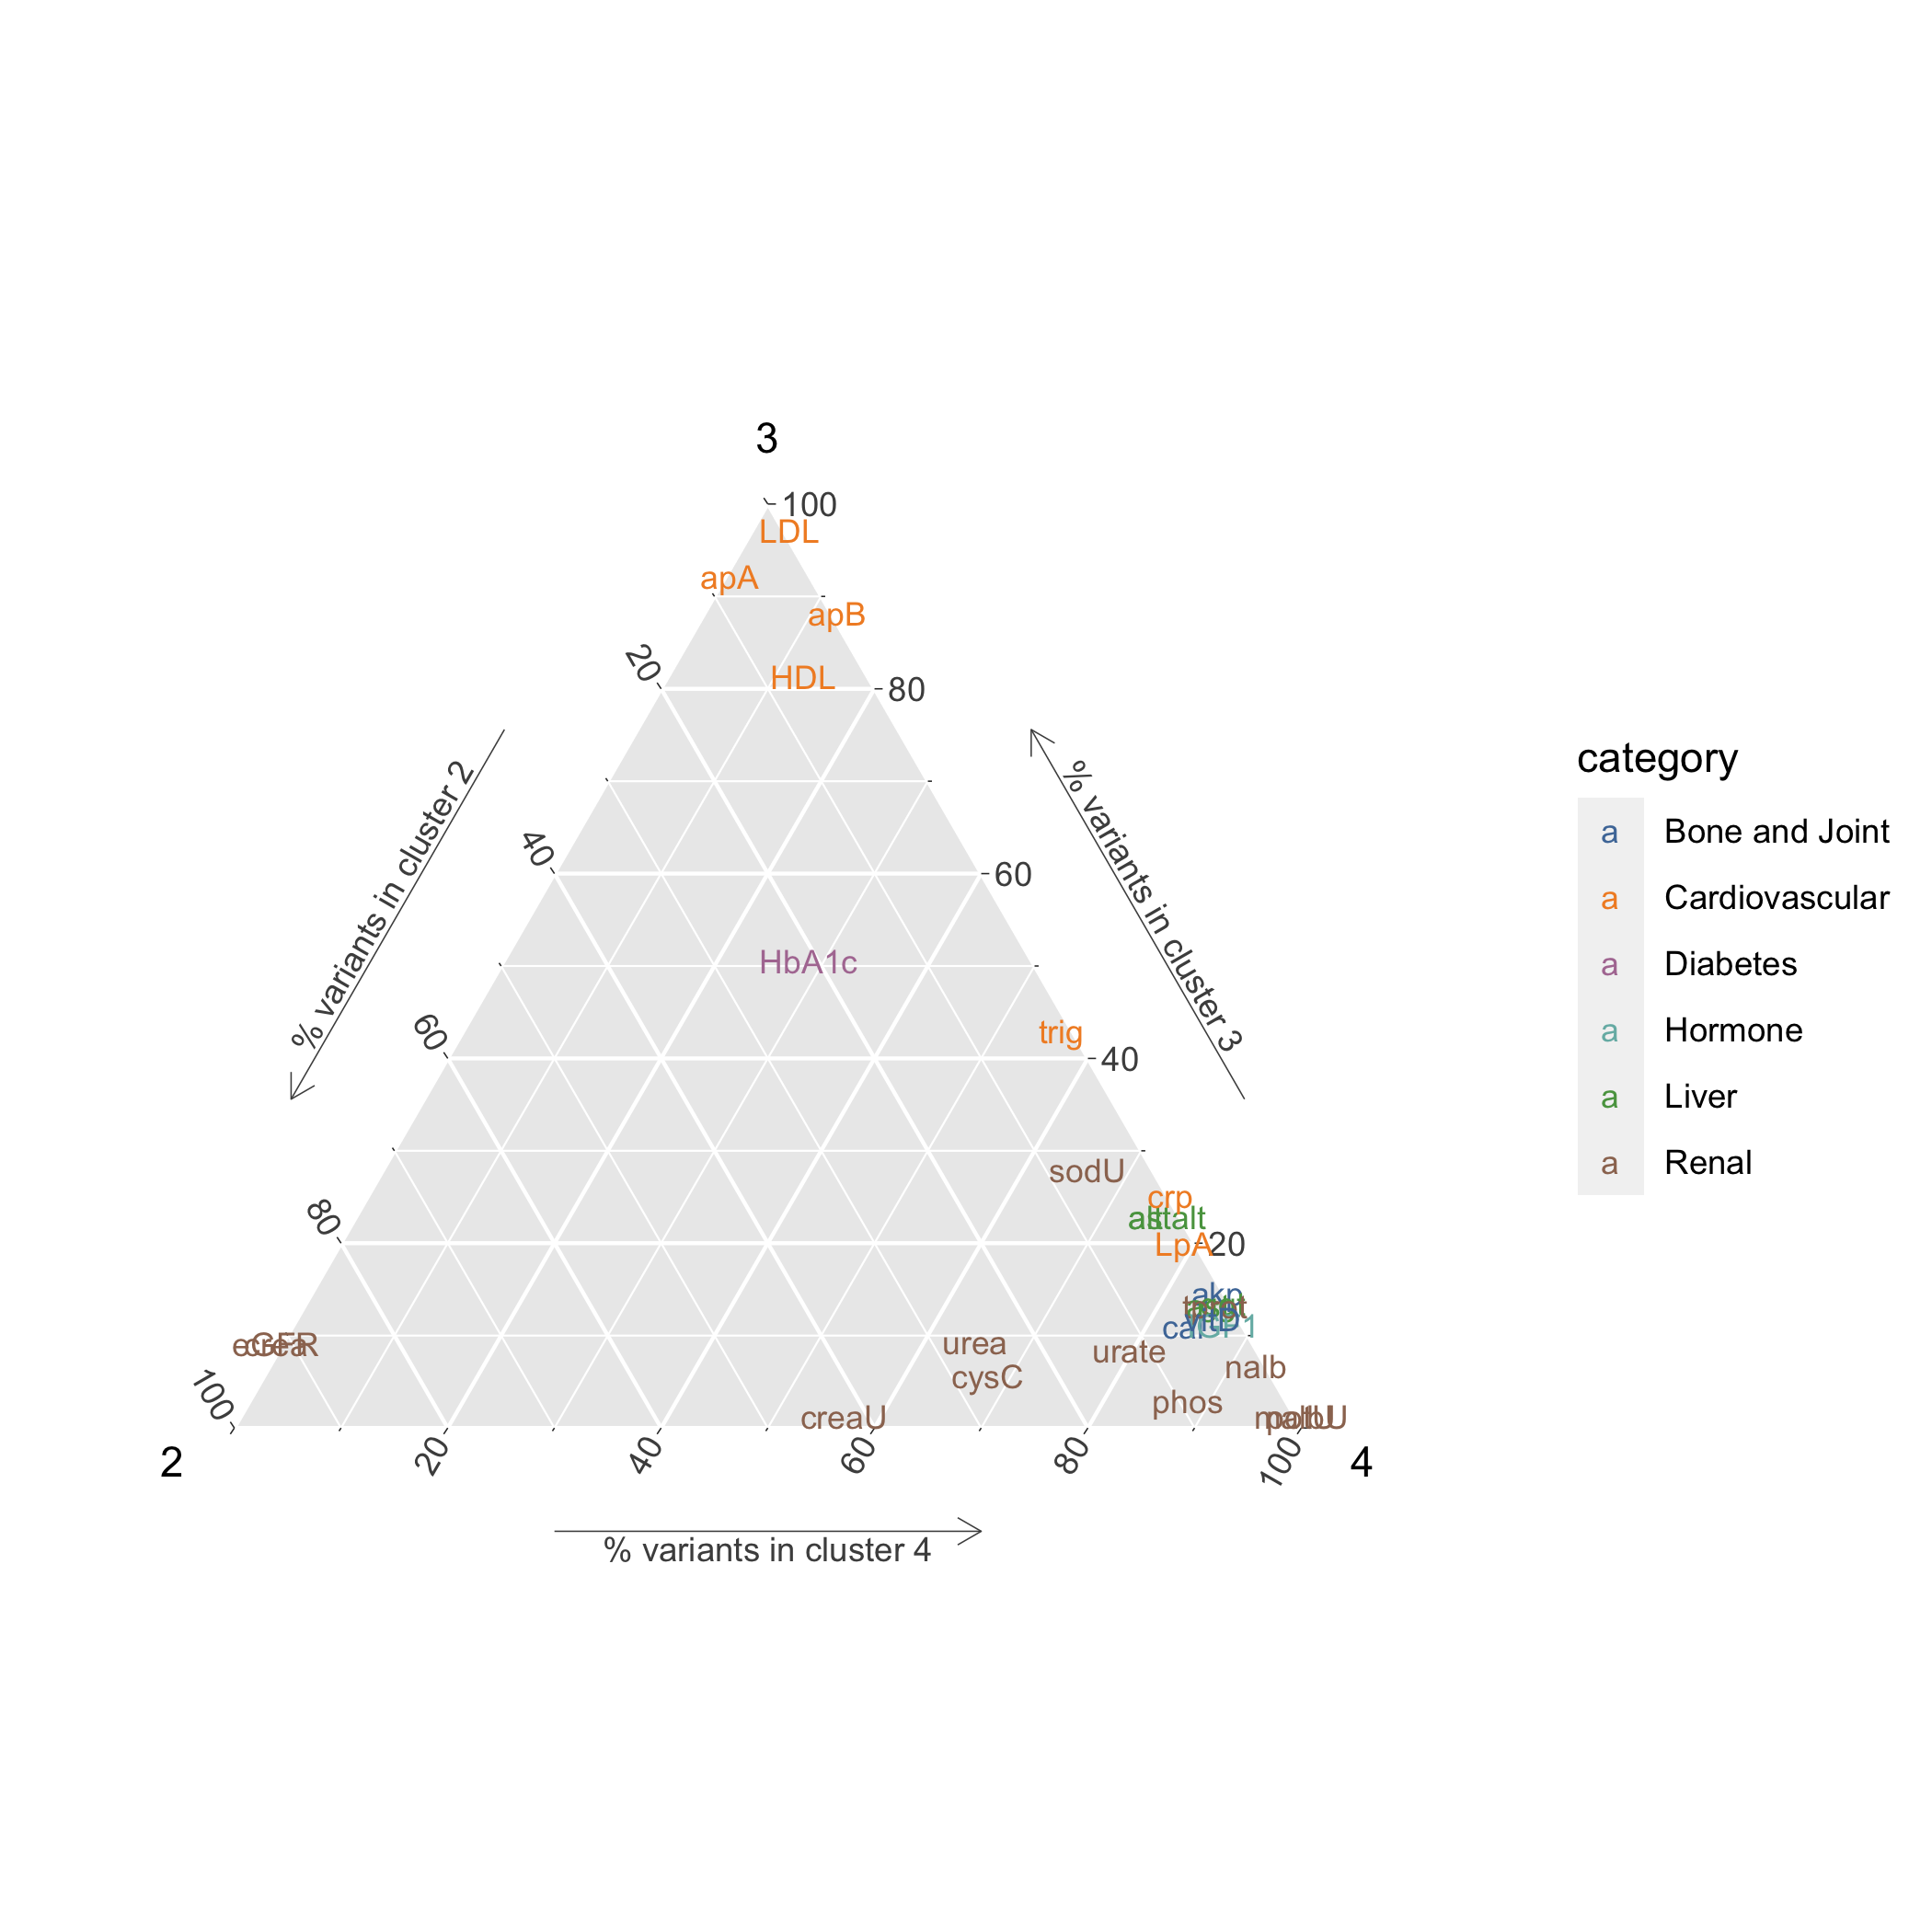 3
100
LDL
apA
apB
20
HDL
80
% variants in cluster 2
% variants in cluster 3
category
a Bone and Joint
a Cardiovascular
a Diabetes
a Hormone
a Liver
a Renal
40
60
HbA1c
60
trig
40
sodU
crp
alt
80
LpA
20
akp
vitD
cal
eGFR
crea
urea
urate
nalb
cysC
phos
100
creaU
2
20
40
60
80
100
4
% variants in cluster 4